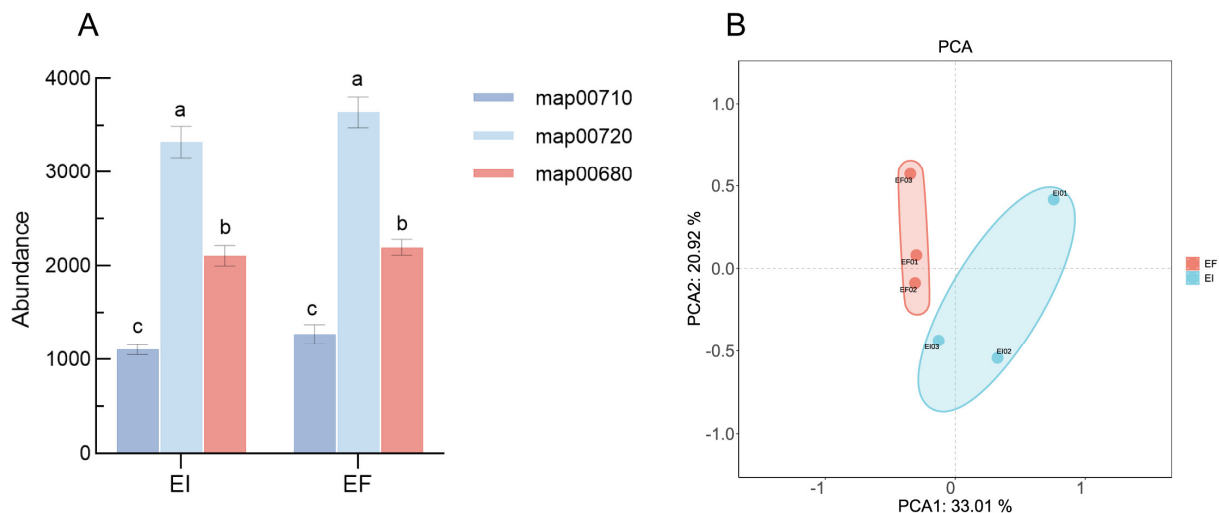 A
4000
3000
2000
1000
0
Abundance
c
a
b
c
a
b
EI
EF
map00710
map00720
map00680
B
PCA
1.0
0.5
0.0
-0.5
-1.0
PCA2: 20.92 %
EF03
EF01
EF02
EI01
EI03
EI02
-1
0
1
PCA1: 33.01 %
EF
EI